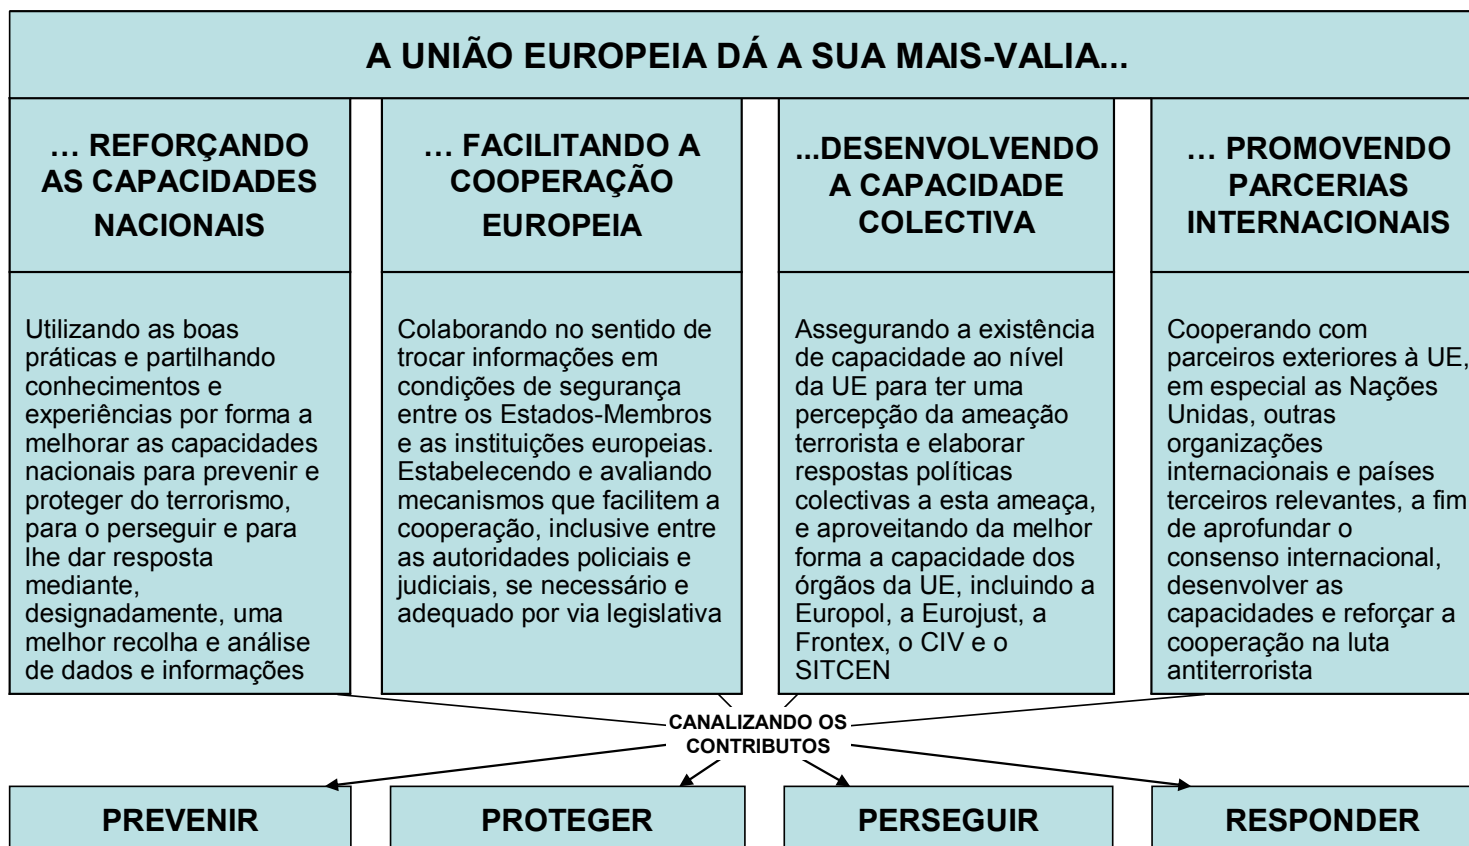 A UNIÃO EUROPEIA DÁ A SUA MAIS-VALIA...
… REFORÇANDO
AS CAPACIDADES
NACIONAIS
Utilizando as boas
práticas e partilhando
conhecimentos e
experiências por forma a
melhorar as capacidades
nacionais para prevenir e
proteger do terrorismo,
para o perseguir e para
lhe dar resposta
mediante,
designadamente, uma
melhor recolha e análise
de dados e informações
… FACILITANDO A
COOPERAÇÃO
EUROPEIA
Colaborando no sentido de
trocar informações em
condições de segurança
entre os Estados-Membros
e as instituições europeias.
Estabelecendo e avaliando
mecanismos que facilitem a
cooperação, inclusive entre
as autoridades policiais e
judiciais, se necessário e
adequado por via legislativa
...DESENVOLVENDO
A CAPACIDADE
COLECTIVA
Assegurando a existência
de capacidade ao nível
da UE para ter uma
percepção da ameação
terrorista e elaborar
respostas políticas
colectivas a esta ameaça,
e aproveitando da melhor
forma a capacidade dos
órgãos da UE, incluindo a
Europol, a Eurojust, a
Frontex, o CIV e o
SITCEN
… PROMOVENDO
PARCERIAS
INTERNACIONAIS
Cooperando com
parceiros exteriores à UE,
em especial as Nações
Unidas, outras
organizações
internacionais e países
terceiros relevantes, a fim
de aprofundar o
consenso internacional,
desenvolver as
capacidades e reforçar a
cooperação na luta
antiterrorista
CANALIZANDO OS
CONTRIBUTOS
PREVENIR
PROTEGER
PERSEGUIR
RESPONDER